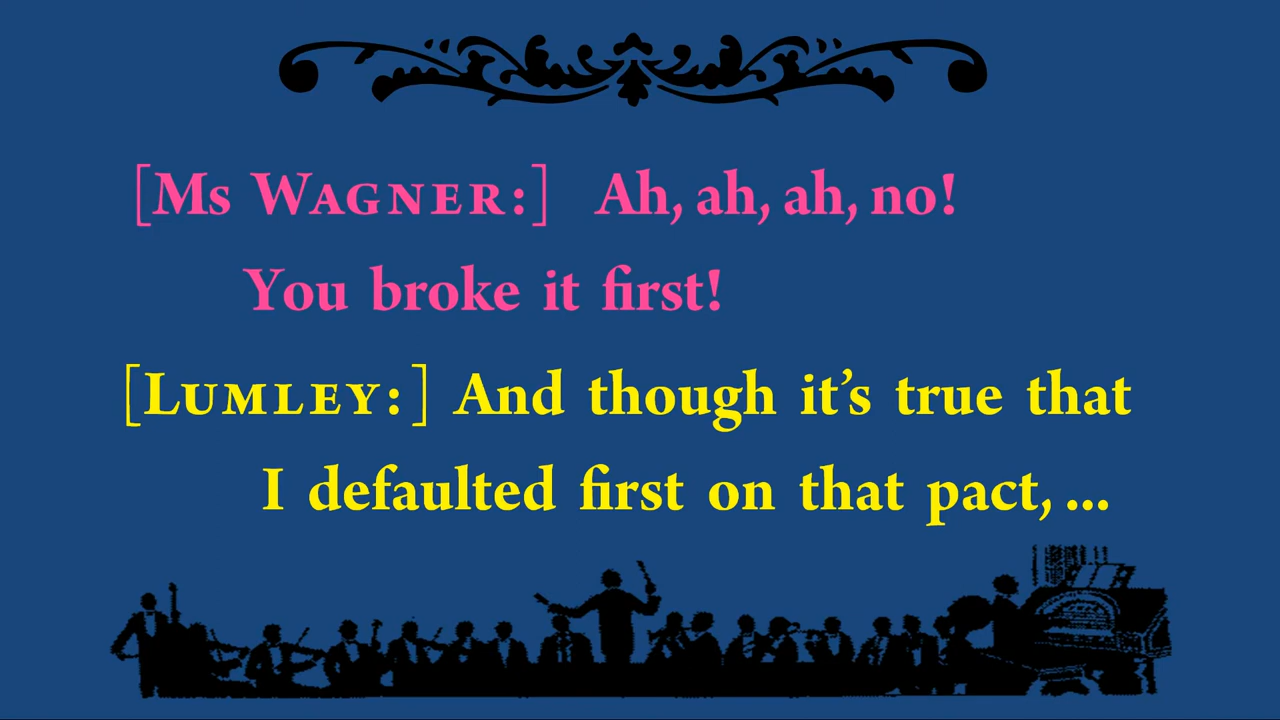 [Ms Wagner:] Ah, ah, ah, no!
You broke it first!
[Lumley:] And though it’s true that
I defaulted first on that pact, ...